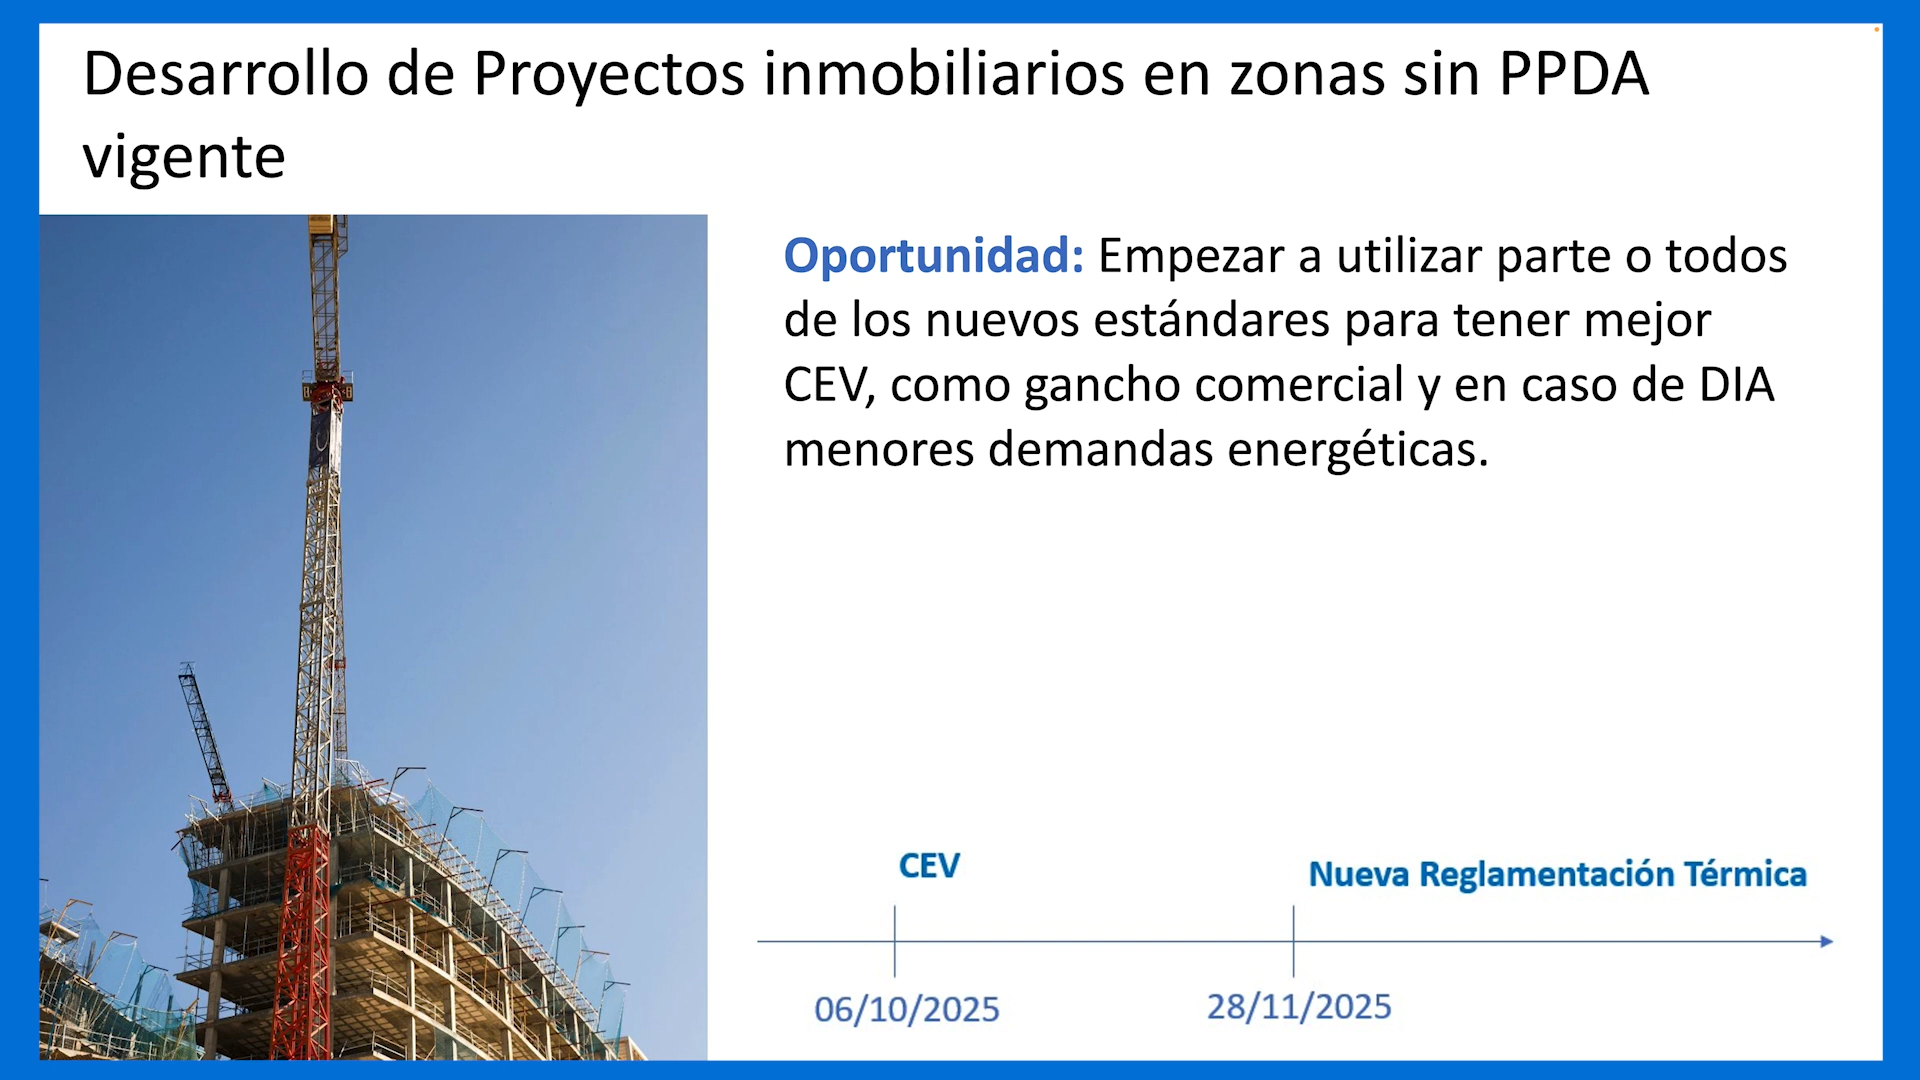 Desarrollo de Proyectos inmobiliarios en zonas sin PPDA
vigente
Oportunidad: Empezar a utilizar parte o todos
de los nuevos estándares para tener mejor
CEV, como gancho comercial y en caso de DIA
menores demandas energéticas.
CEV
Nueva Reglamentación Térmica
06/10/2025
28/11/2025